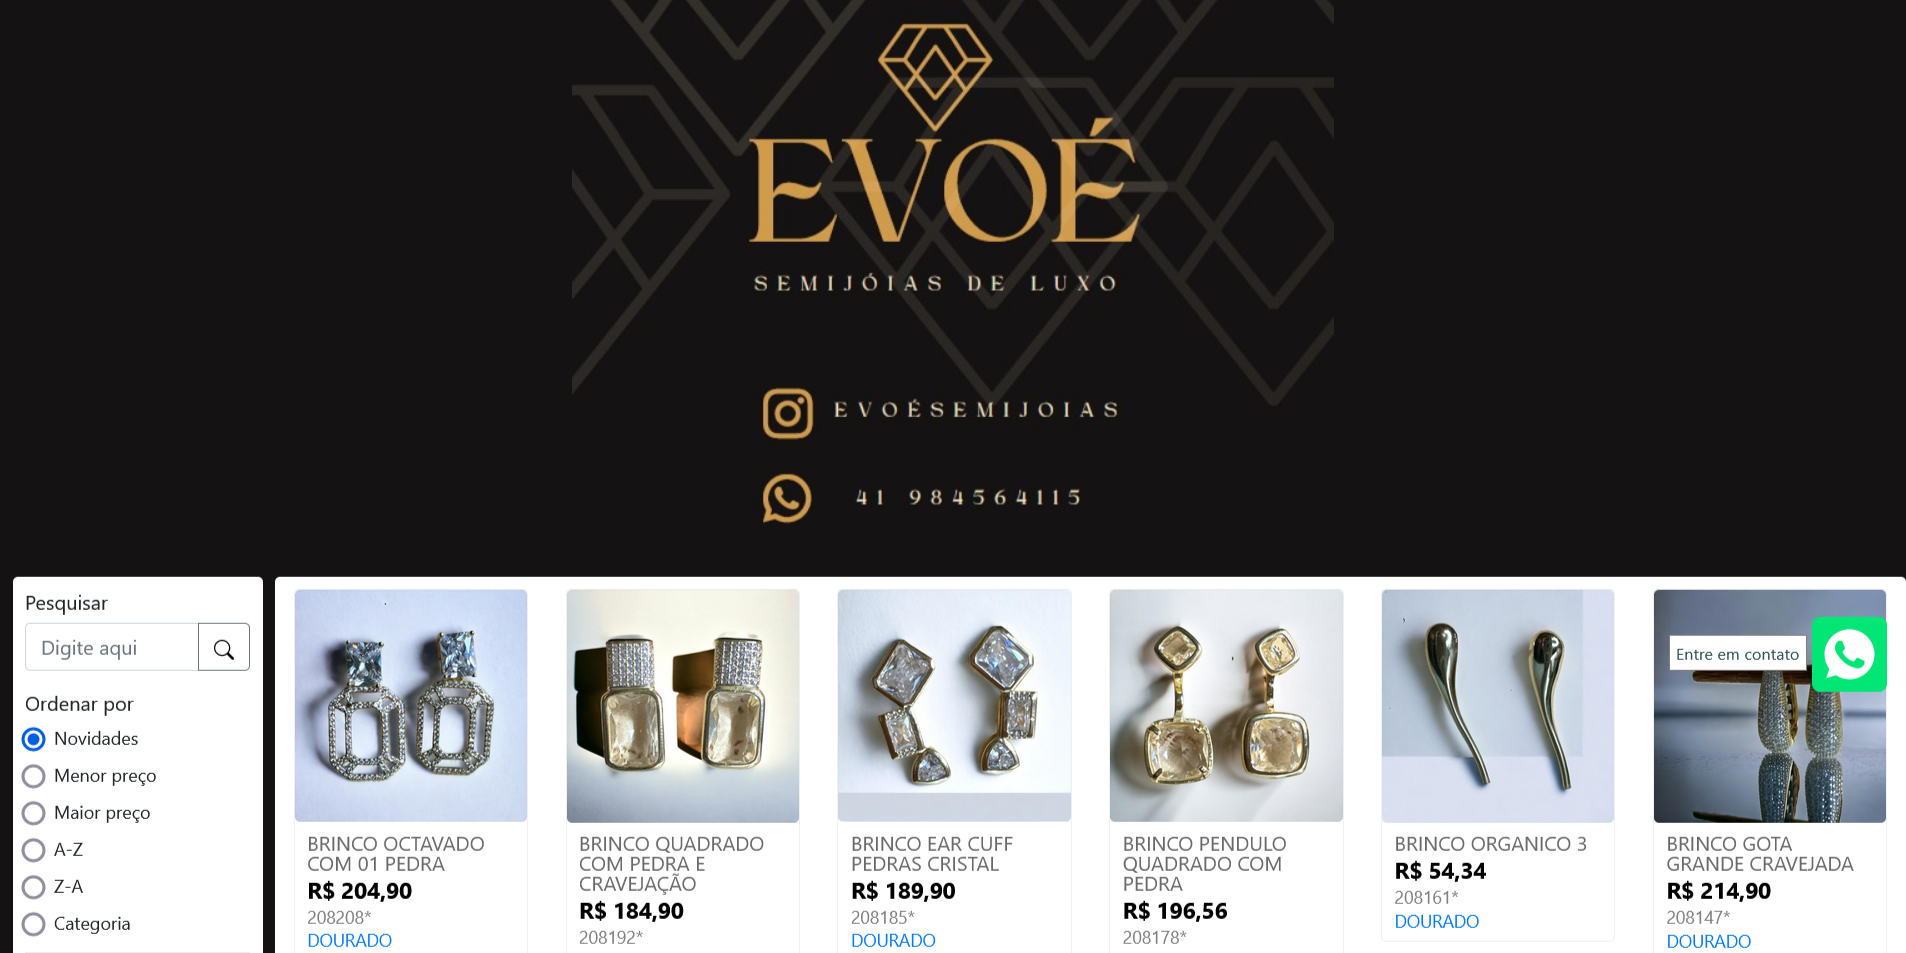 EVOÉ
SEMIJÓIAS DE LUXO
EVOÉSEMIJOIAS
41 984564115
Pesquisar
Digite aqui
Ordenar por
Novidades
Menor preço
Maior preço
A-Z
Z-A
Categoria
BRINCO OCTAVADO
COM 01 PEDRA
R$ 204,90
208208*
DOURADO
BRINCO QUADRADO
COM PEDRA E
CRAVEJAÇÃO
R$ 184,90
208192*
BRINCO EAR CUFF
PEDRAS CRISTAL
R$ 189,90
208185*
DOURADO
BRINCO PENDULO
QUADRADO COM
PEDRA
R$ 196,56
208178*
BRINCO ORGANICO 3
R$ 54,34
208161*
DOURADO
Entre em contato
BRINCO GOTA
GRANDE CRAVEJADA
R$ 214,90
208147*
DOURADO